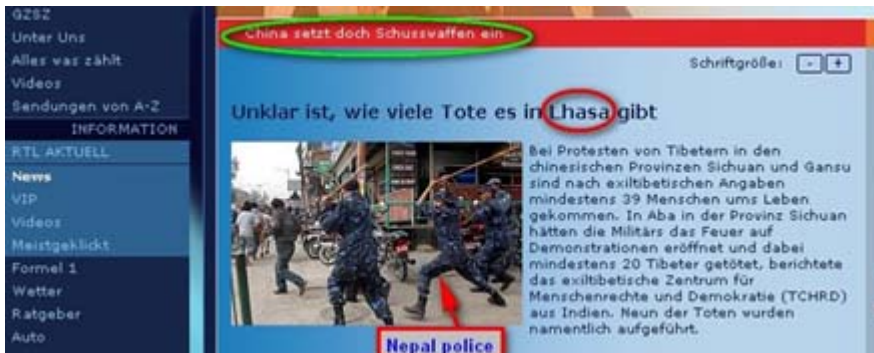 GZSZ
Unter Uns
Alles was zählt
Videos
Sendungen von A-Z
INFORMATION
RTL AKTUELL
News
VIP
Videos
Meistgeklickt
Formel 1
Wetter
Ratgeber
Auto
China setzt doch Schusswaffen ein
Schriftgröße: - +
Unklar ist, wie viele Tote es in Lhasa gibt
Bei Protesten von Tibetern in den
chinesischen Provinzen Sichuan und Gansu
sind nach exiltibetischen Angaben
mindestens 39 Menschen ums Leben
gekommen. In Aba in der Provinz Sichuan
hätten die Militärs das Feuer auf
Demonstrationen eröffnet und dabei
mindestens 20 Tibeter getötet, berichtete
das exiltibetische Zentrum für
Menschenrechte und Demokratie (TCHRD)
aus Indien. Neun der Toten wurden
namentlich aufgeführt.
Nepal police